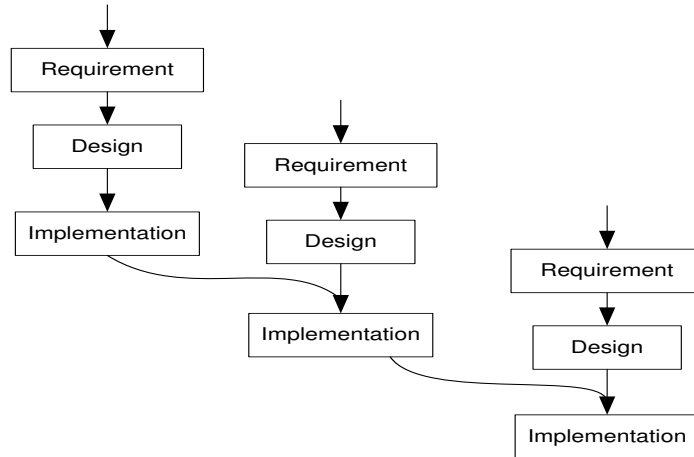 Requirement
Design
Implementation
Requirement
Design
Implementation
Requirement
Design
Implementation